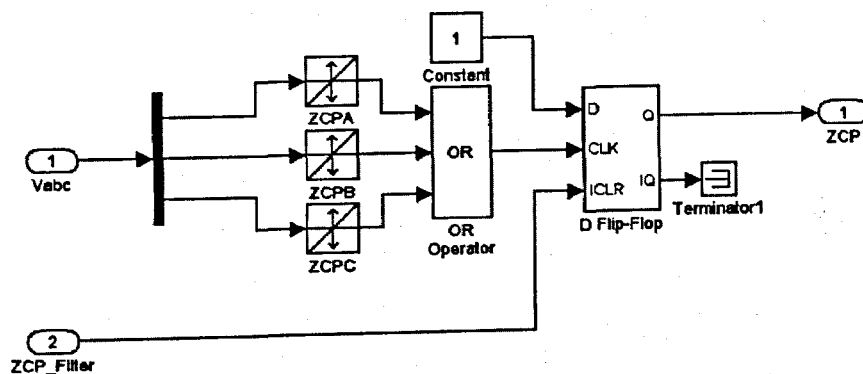 1
Vabc
ZCPA
ZCPB
ZCPC
1
Constant
OR
OR
Operator
D
CLK
ICLR
Q
IQ
D Flip-Flop
Terminator1
1
ZCP
2
ZCP_Filter